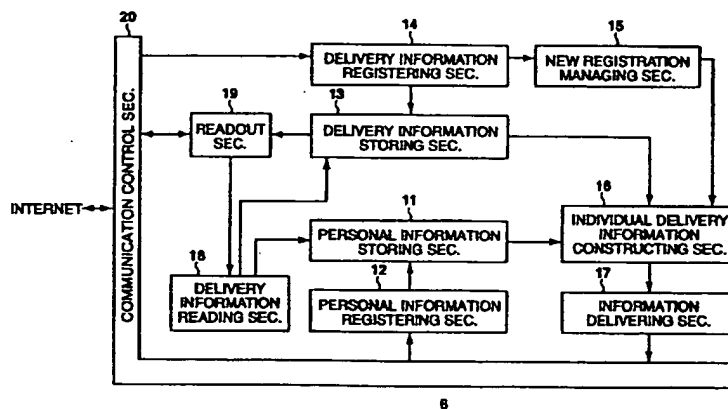 20
14
15
DELIVERY INFORMATION
REGISTERING SEC.
NEW REGISTRATION
MANAGING SEC.
19
13
READOUT
SEC.
DELIVERY INFORMATION
STORING SEC.
COMMUNICATION CONTROL SEC.
INTERNET
11
16
PERSONAL INFORMATION
STORING SEC.
INDIVIDUAL DELIVERY
INFORMATION
CONSTRUCTING SEC.
18
12
17
DELIVERY
INFORMATION
READING SEC.
PERSONAL INFORMATION
REGISTERING SEC.
INFORMATION
DELIVERING SEC.
6